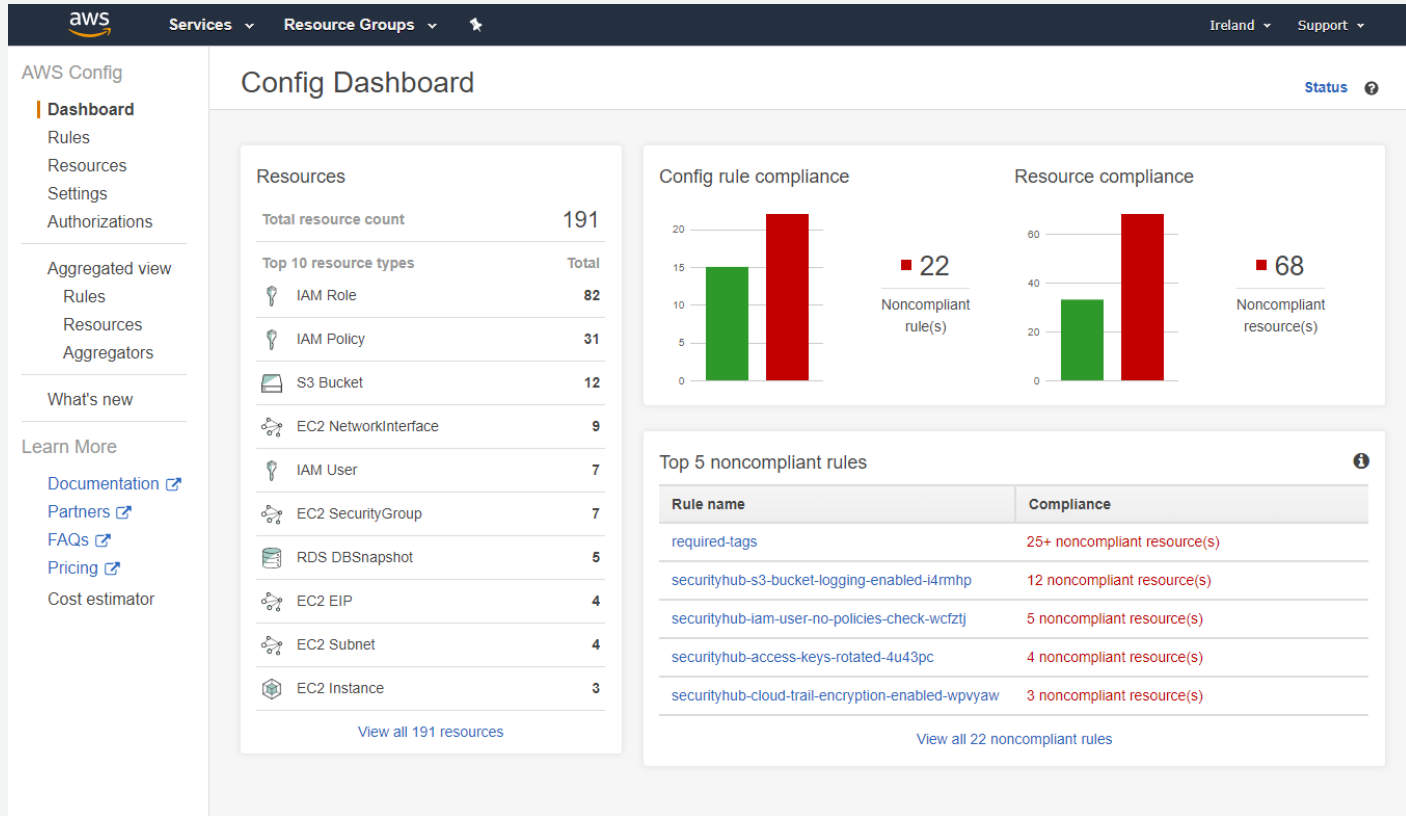 aws Services Resource Groups Ireland Support
AWS Config
Dashboard
Rules
Resources
Settings
Authorizations
Aggregated view
Rules
Resources
Aggregators
What's new
Learn More
Documentation
Partners
FAQs
Pricing
Cost estimator
Config Dashboard
Status
Resources
Total resource count 191
Top 10 resource types Total
IAM Role 82
IAM Policy 31
S3 Bucket 12
EC2 NetworkInterface 9
IAM User 7
EC2 SecurityGroup 7
RDS DBSnapshot 5
EC2 EIP 4
EC2 Subnet 4
EC2 Instance 3
View all 191 resources
Config rule compliance
20
15
10
5
0
22
Noncompliant
rule(s)
Resource compliance
60
40
20
0
68
Noncompliant
resource(s)
Top 5 noncompliant rules
Rule name Compliance
required-tags 25+ noncompliant resource(s)
securityhub-s3-bucket-logging-enabled-i4rmhp 12 noncompliant resource(s)
securityhub-iam-user-no-policies-check-wcfztj 5 noncompliant resource(s)
securityhub-access-keys-rotated-4u43pc 4 noncompliant resource(s)
securityhub-cloud-trail-encryption-enabled-wpvyaw 3 noncompliant resource(s)
View all 22 noncompliant rules